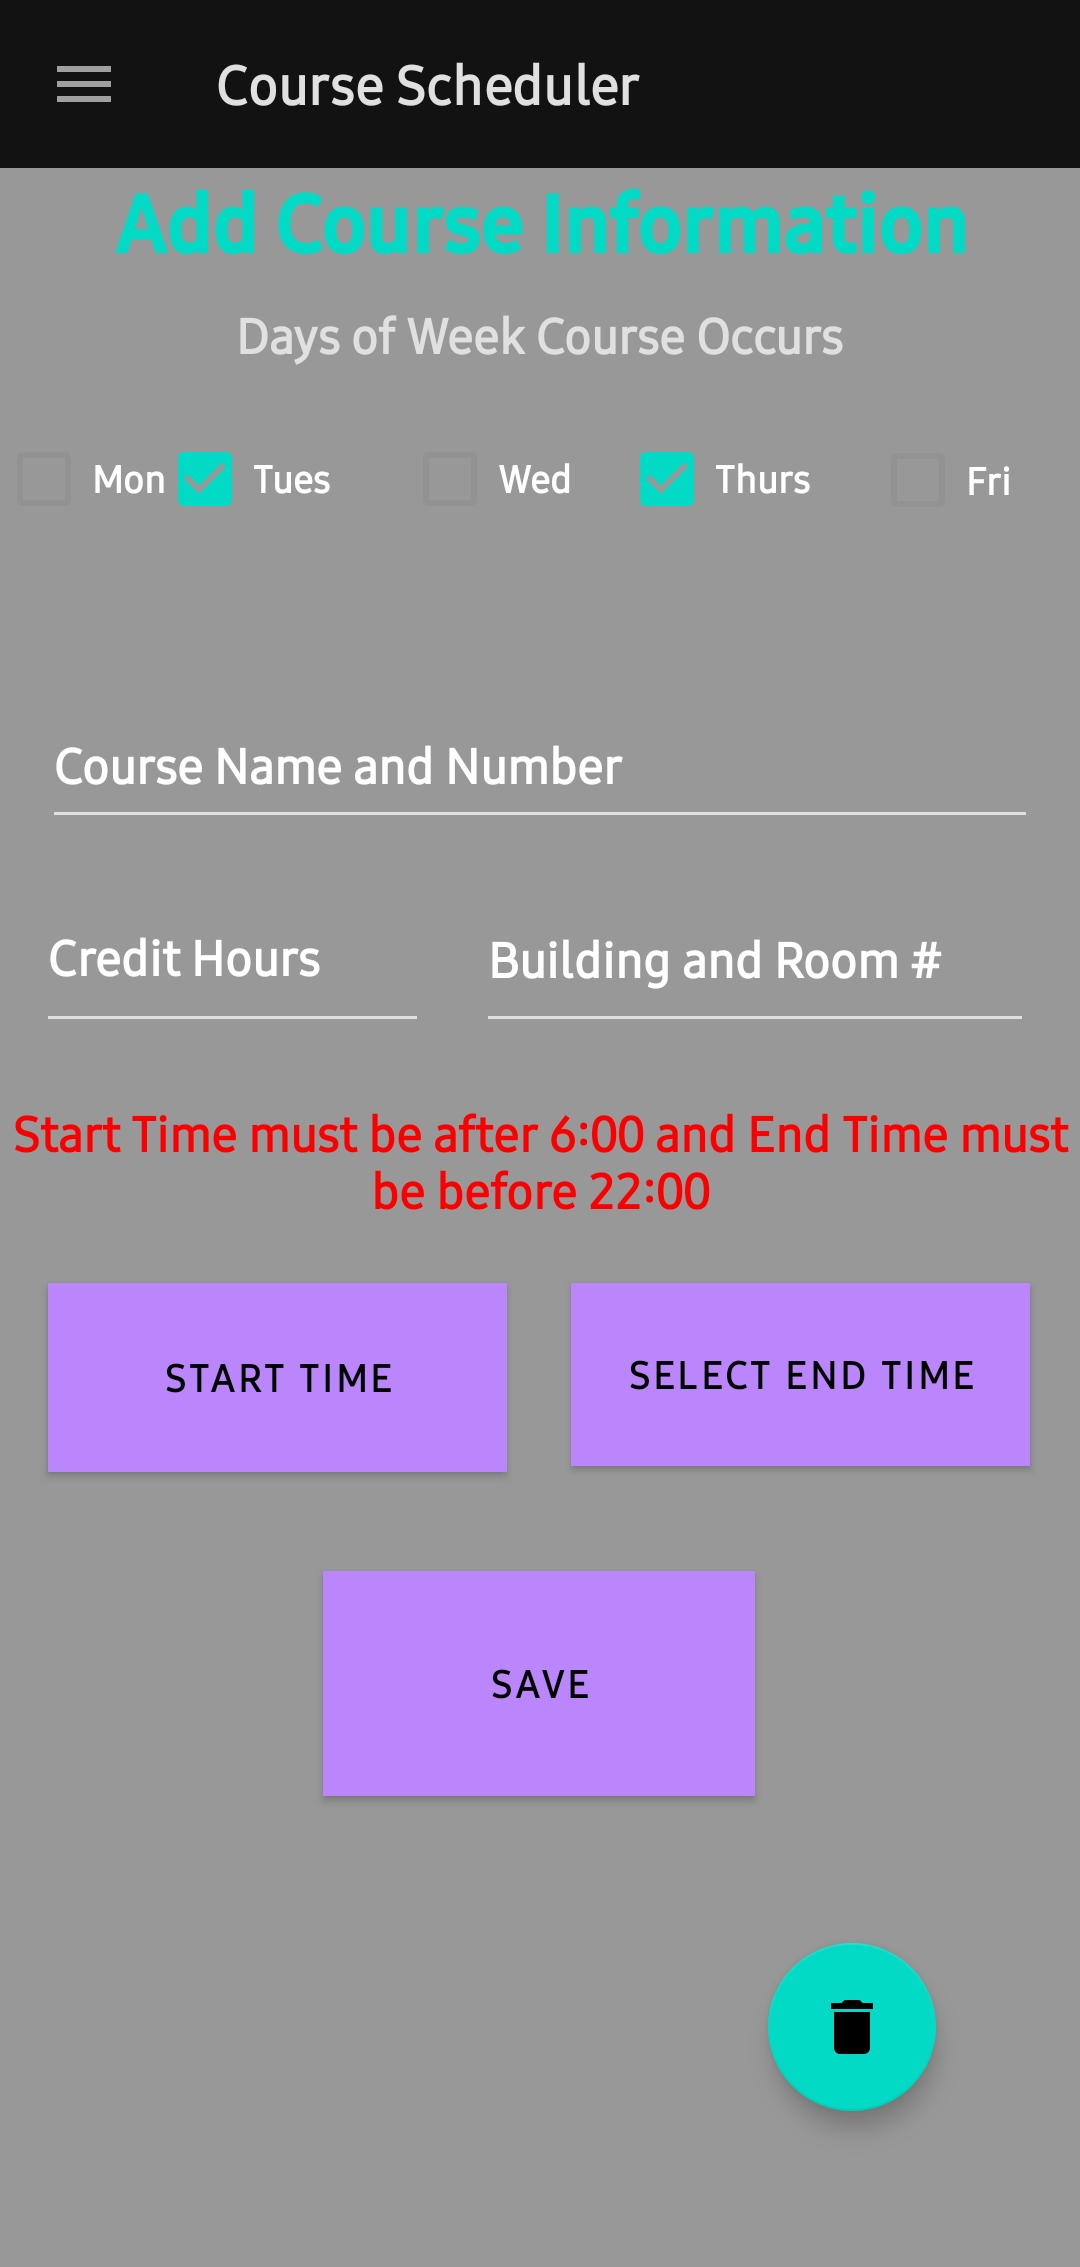 Course Scheduler
Add Course Information
Days of Week Course Occurs
Mon Tues Wed Thurs Fri
Course Name and Number
Credit Hours Building and Room #
Start Time must be after 6:00 and End Time must
be before 22:00
START TIME SELECT END TIME
SAVE